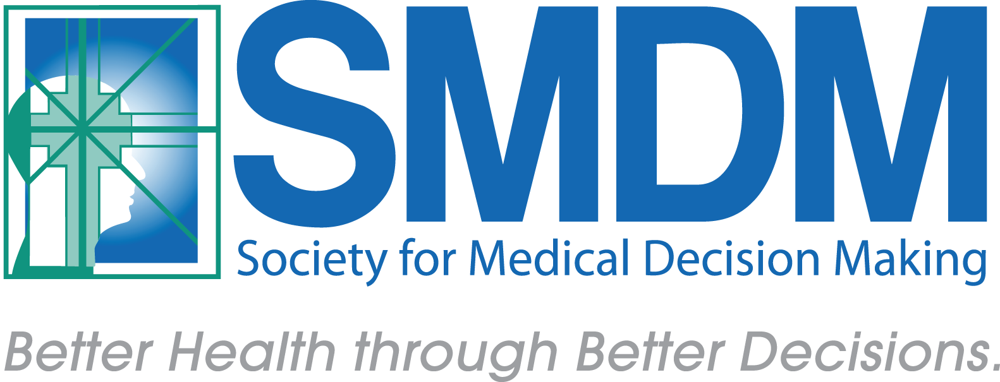 SMDM
Society for Medical Decision Making
Better Health through Better Decisions.